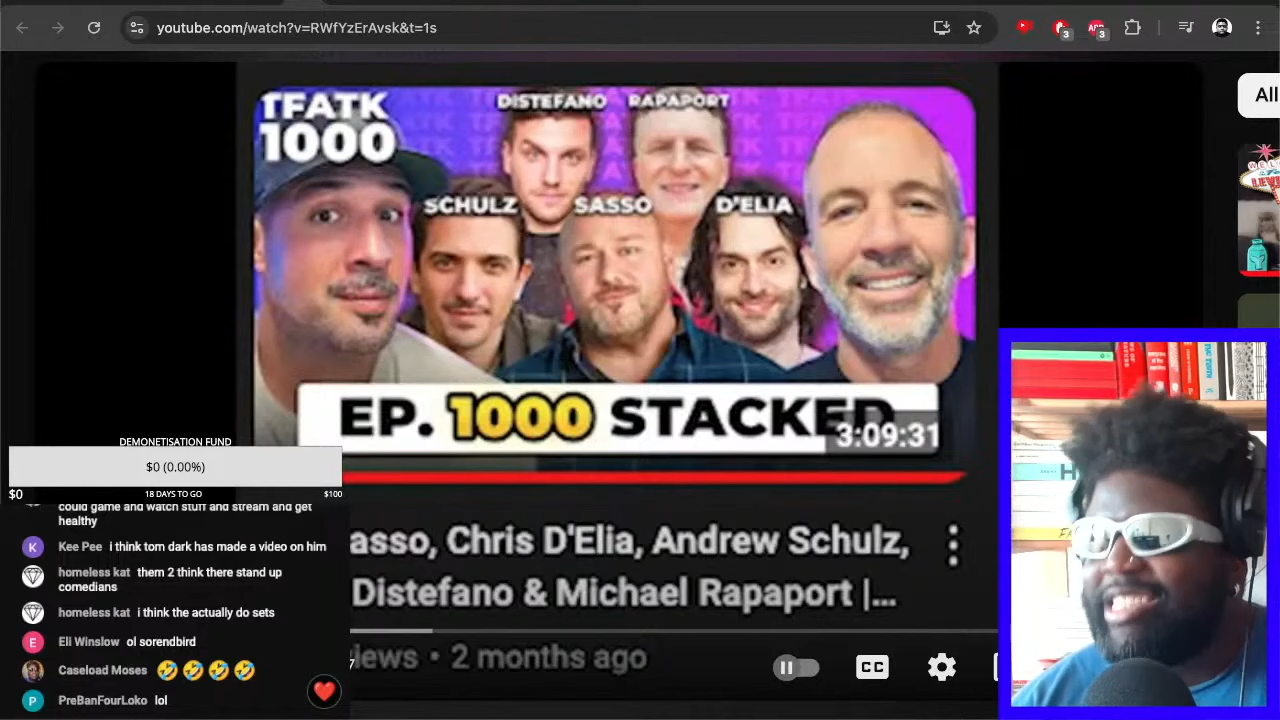 youtube.com/watch?v=RWfYzErAvsk&t=1s
3
3
All
TFATK
1000
DISTEFANO
RAPAPORT
SCHULZ
SASSO
D'ELIA
EP. 1000 STACKED
3:09:31
asso, Chris D'Elia, Andrew Schulz,
Distefano & Michael Rapaport |...
iews • 2 months ago
CC
DEMONETISATION FUND
$0 (0.00%)
$0
18 DAYS TO GO
$100
could game and watch stuff and stream and get
healthy
K
Kee Pee i think tom dark has made a video on him
homeless kat them 2 think there stand up
comedians
homeless kat i think the actually do sets
E
Eli Winslow ol sorendbird
Caseload Moses 🤣🤣🤣🤣
P
PreBanFourLoko lol